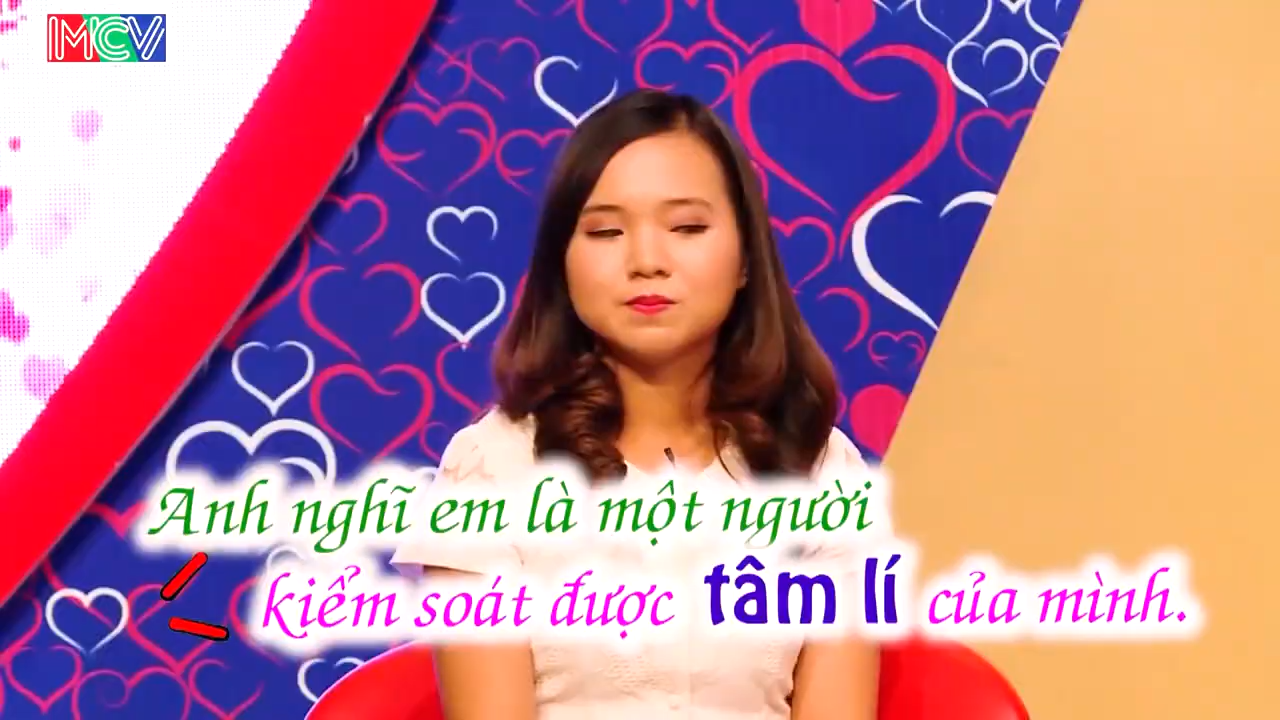 MCV
Anh nghĩ em là một người
kiểm soát được tâm lí của mình.